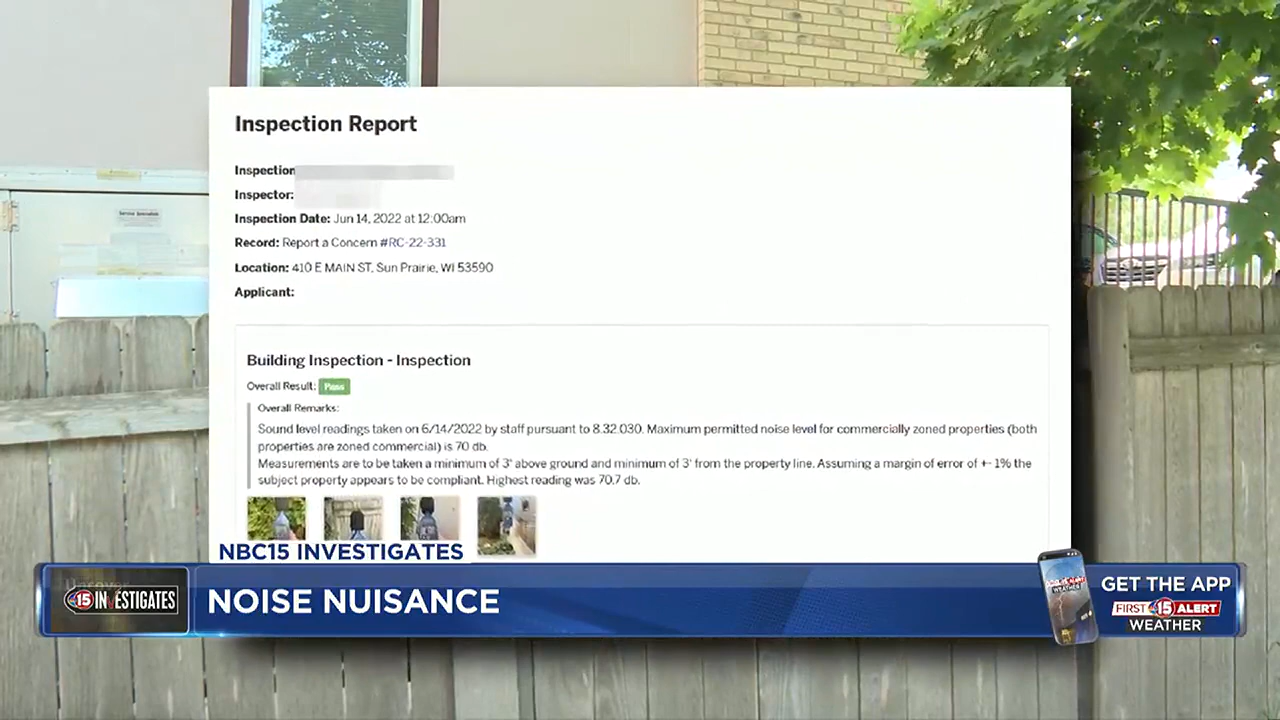 Inspection Report
Inspection
Inspector:
Inspection Date: Jun 14, 2022 at 12:00am
Record: Report a Concern #RC-22-331
Location: 410 E MAIN ST, Sun Prairie, WI 53590
Applicant:
Service Specialists
Building Inspection - Inspection
Overall Result: Pass
Overall Remarks:
Sound level readings taken on 6/14/2022 by staff pursuant to 8.32.030. Maximum permitted noise level for commercially zoned properties (both
properties are zoned commercial) is 70 db.
Measurements are to be taken a minimum of 3' above ground and minimum of 3' from the property line. Assuming a margin of error of +- 1% the
subject property appears to be compliant. Highest reading was 70.7 db.
NBC15 INVESTIGATES
15 INVESTIGATES
NOISE NUISANCE
GET THE APP
FIRST 15 ALERT
WEATHER